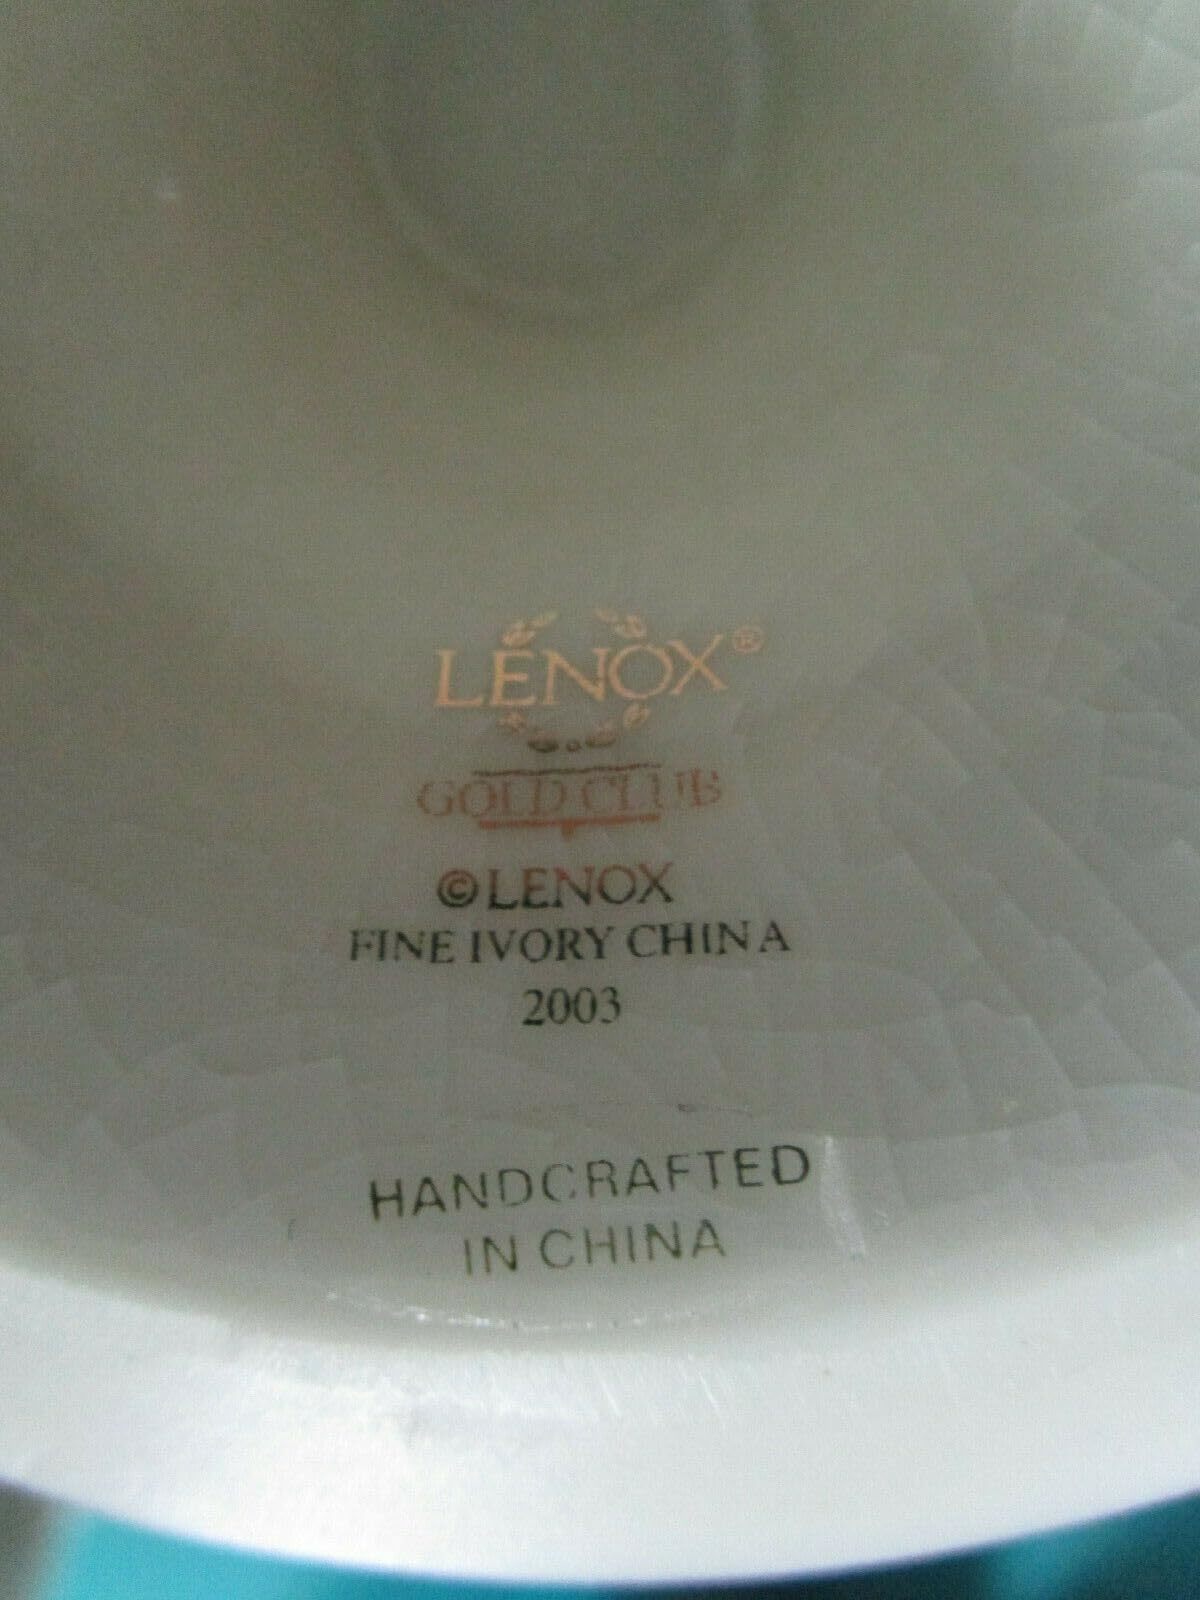 LENOX®
GOLD CLUB
©LENOX
FINE IVORY CHINA
2003
HANDCRAFTED
IN CHINA